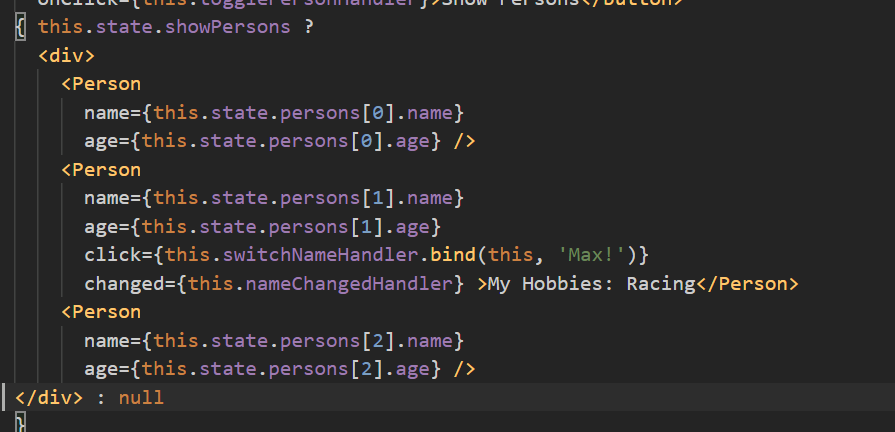 onClick={this.togglePersonHandler}>Show Persons</button>
{ this.state.showPersons ?
<div>
<Person
name={this.state.persons[0].name}
age={this.state.persons[0].age} />
<Person
name={this.state.persons[1].name}
age={this.state.persons[1].age}
click={this.switchNameHandler.bind(this, 'Max!')}
changed={this.nameChangedHandler} >My Hobbies: Racing</Person>
<Person
name={this.state.persons[2].name}
age={this.state.persons[2].age} />
</div> : null
}